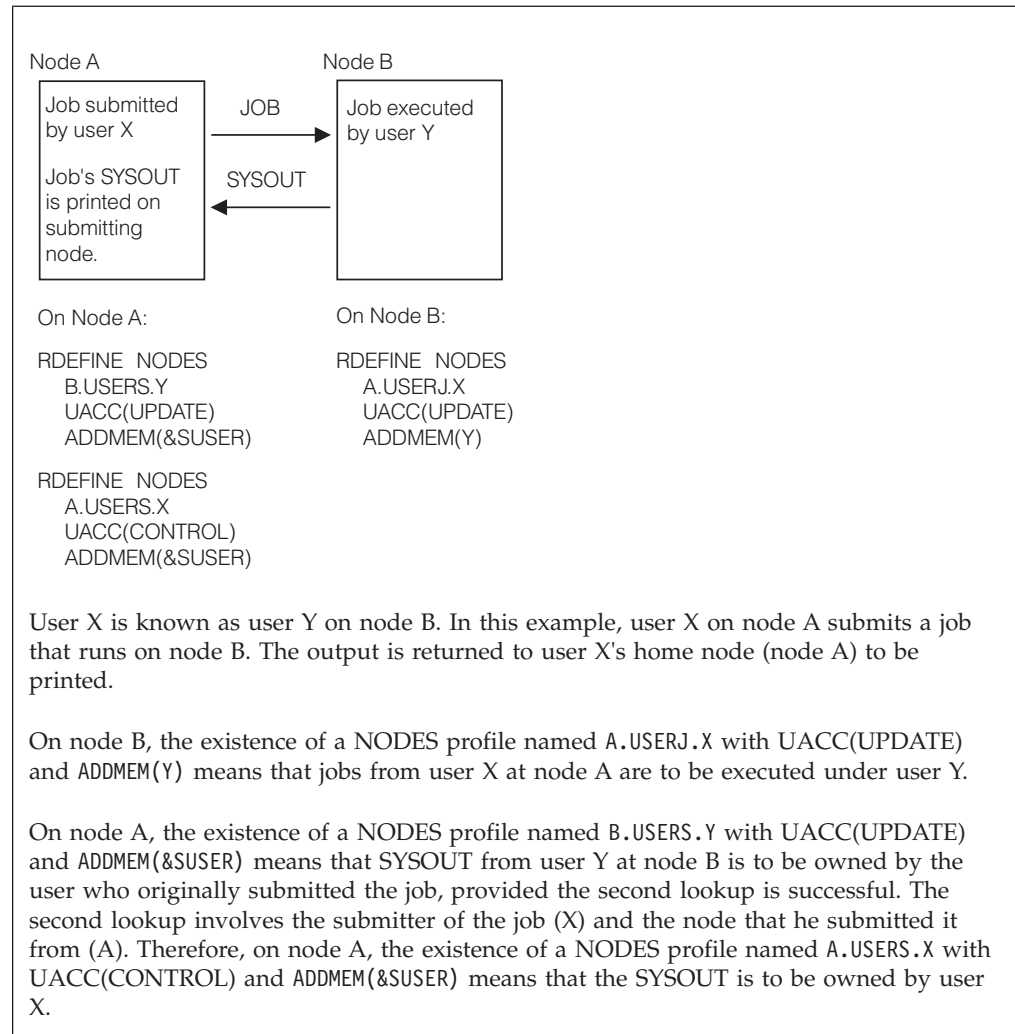 Node A
Node B
Job submitted
by user X
Job's SYSOUT
is printed on
submitting
node.
JOB
SYSOUT
Job executed
by user Y
On Node A:
RDEFINE NODES
B.USERS.Y
UACC(UPDATE)
ADDMEM(&SUSER)
RDEFINE NODES
A.USERS.X
UACC(CONTROL)
ADDMEM(&SUSER)
On Node B:
RDEFINE NODES
A.USERJ.X
UACC(UPDATE)
ADDMEM(Y)
User X is known as user Y on node B. In this example, user X on node A submits a job
that runs on node B. The output is returned to user X's home node (node A) to be
printed.
On node B, the existence of a NODES profile named A.USERJ.X with UACC(UPDATE)
and ADDMEM(Y) means that jobs from user X at node A are to be executed under user Y.
On node A, the existence of a NODES profile named B.USERS.Y with UACC(UPDATE)
and ADDMEM(&SUSER) means that SYSOUT from user Y at node B is to be owned by the
user who originally submitted the job, provided the second lookup is successful. The
second lookup involves the submitter of the job (X) and the node that he submitted it
from (A). Therefore, on node A, the existence of a NODES profile named A.USERS.X with
UACC(CONTROL) and ADDMEM(&SUSER) means that the SYSOUT is to be owned by user
X.